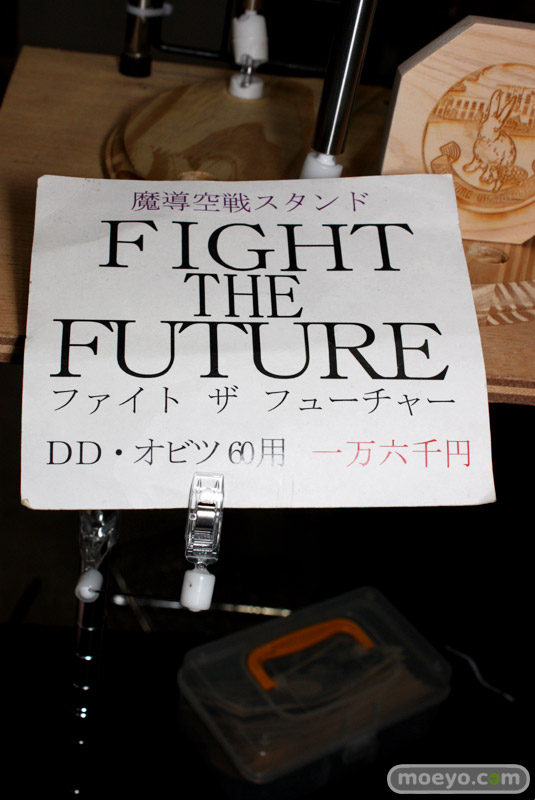 魔導空戦スタンド
FIGHT
THE
FUTURE
ファイト ザ フューチャー
DD・オビツ60用 一万六千円
moeyo.com